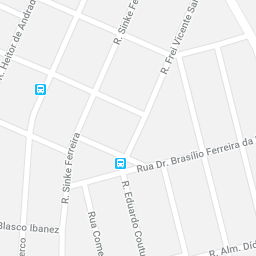 R. Heitor de Andrad
R. Sinke Fe
R. Frei Vicente Sa
R. Sinke Ferreira
Rua Dr. Brasílio Ferreira da
R. Eduardo Coutu
Rua Come
Blasco Ibanez
erco
R. Alm. Did